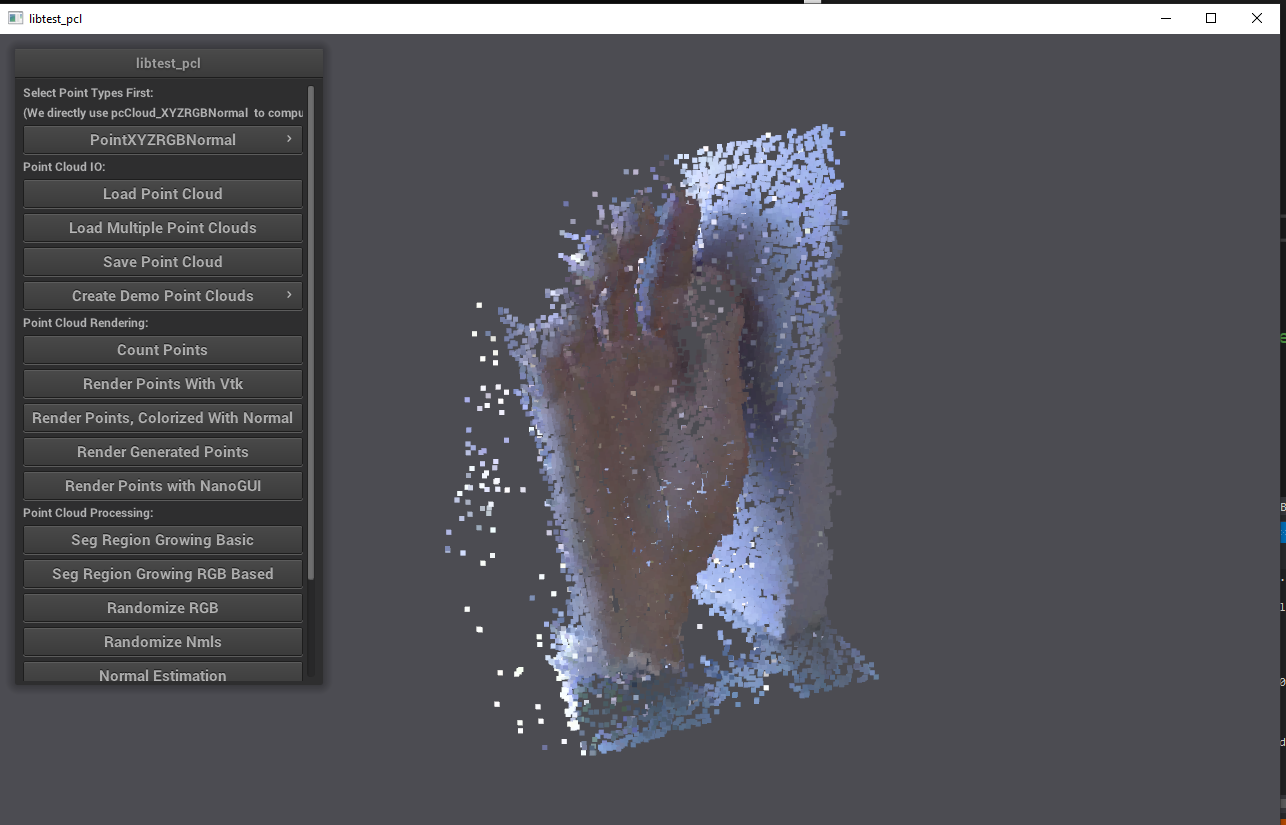 libtest_pcl
libtest_pcl
Select Point Types First:
(We directly use pcCloud_XYZRGBNormal to compu
PointXYZRGBNormal
Point Cloud IO:
Load Point Cloud
Load Multiple Point Clouds
Save Point Cloud
Create Demo Point Clouds
Point Cloud Rendering:
Count Points
Render Points With Vtk
Render Points, Colorized With Normal
Render Generated Points
Render Points with NanoGUI
Point Cloud Processing:
Seg Region Growing Basic
Seg Region Growing RGB Based
Randomize RGB
Randomize Nmls
Normal Estimation